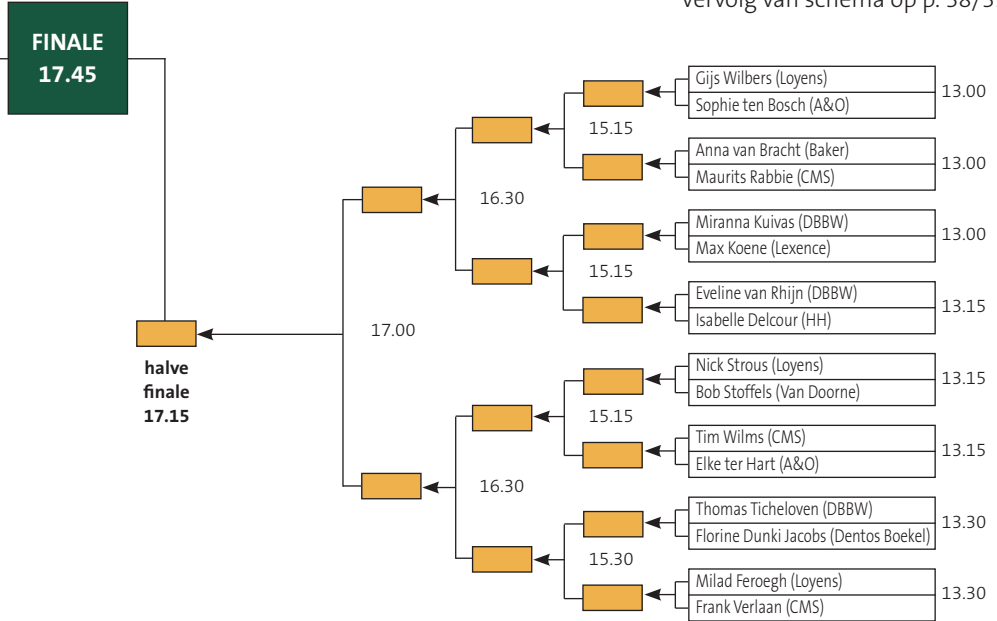 Vervolg van schema op p. 38/3
FINALE
17.45
Gijs Wilbers (Loyens)
Sophie ten Bosch (A&O)
13.00
15.15
Anna van Bracht (Baker)
Maurits Rabbie (CMS)
13.00
16.30
Miranna Kuivas (DBBW)
Max Koene (Lexence)
13.00
15.15
Eveline van Rhijn (DBBW)
Isabelle Delcour (HH)
13.15
17.00
halve
finale
17.15
Nick Strous (Loyens)
Bob Stoffels (Van Doorne)
13.15
15.15
Tim Wilms (CMS)
Elke ter Hart (A&O)
13.15
16.30
Thomas Ticheloven (DBBW)
Florine Dunki Jacobs (Dentos Boekel)
13.30
15.30
Milad Feroegh (Loyens)
Frank Verlaan (CMS)
13.30